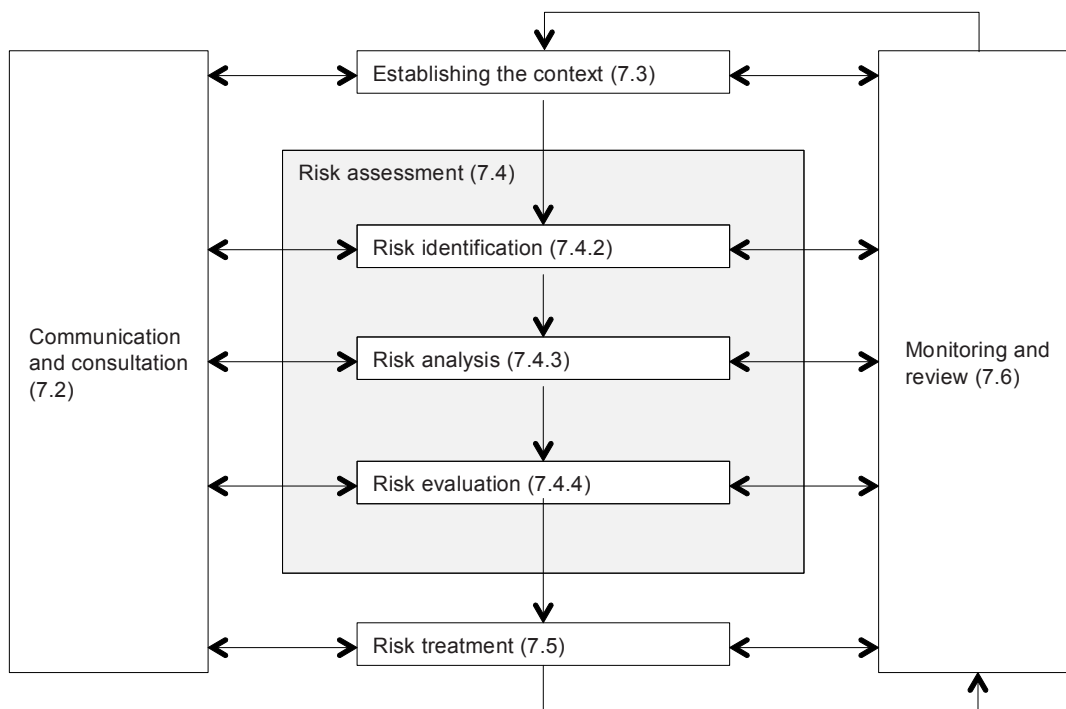 Establishing the context (7.3)
Risk assessment (7.4)
Risk identification (7.4.2)
Communication
and consultation
(7.2)
Risk analysis (7.4.3)
Monitoring and
review (7.6)
Risk evaluation (7.4.4)
Risk treatment (7.5)